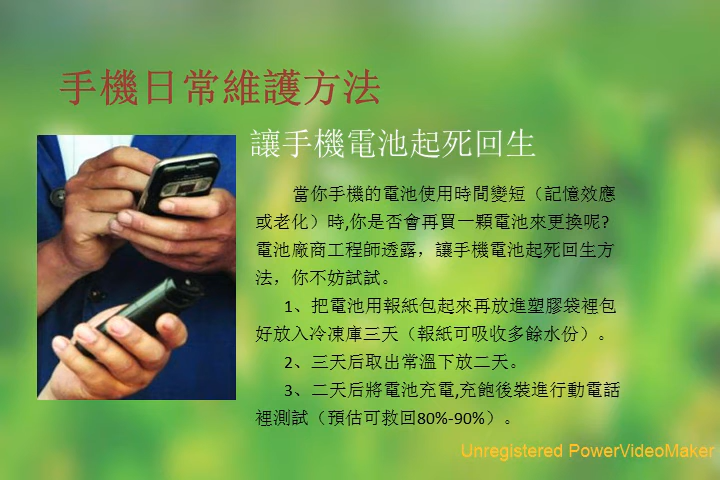 手機日常維護方法
讓手機電池起死回生
當你手機的電池使用時間變短（記憶效應
或老化）時,你是否會再買一顆電池來更換呢?
電池廠商工程師透露，讓手機電池起死回生方
法，你不妨試試。
1、把電池用報紙包起來再放進塑膠袋裡包
好放入冷凍庫三天（報紙可吸收多餘水份）。
2、三天后取出常溫下放二天。
3、二天后將電池充電,充飽後裝進行動電話
裡測試（預估可救回80%-90%）。
Unregistered PowerVideoMaker